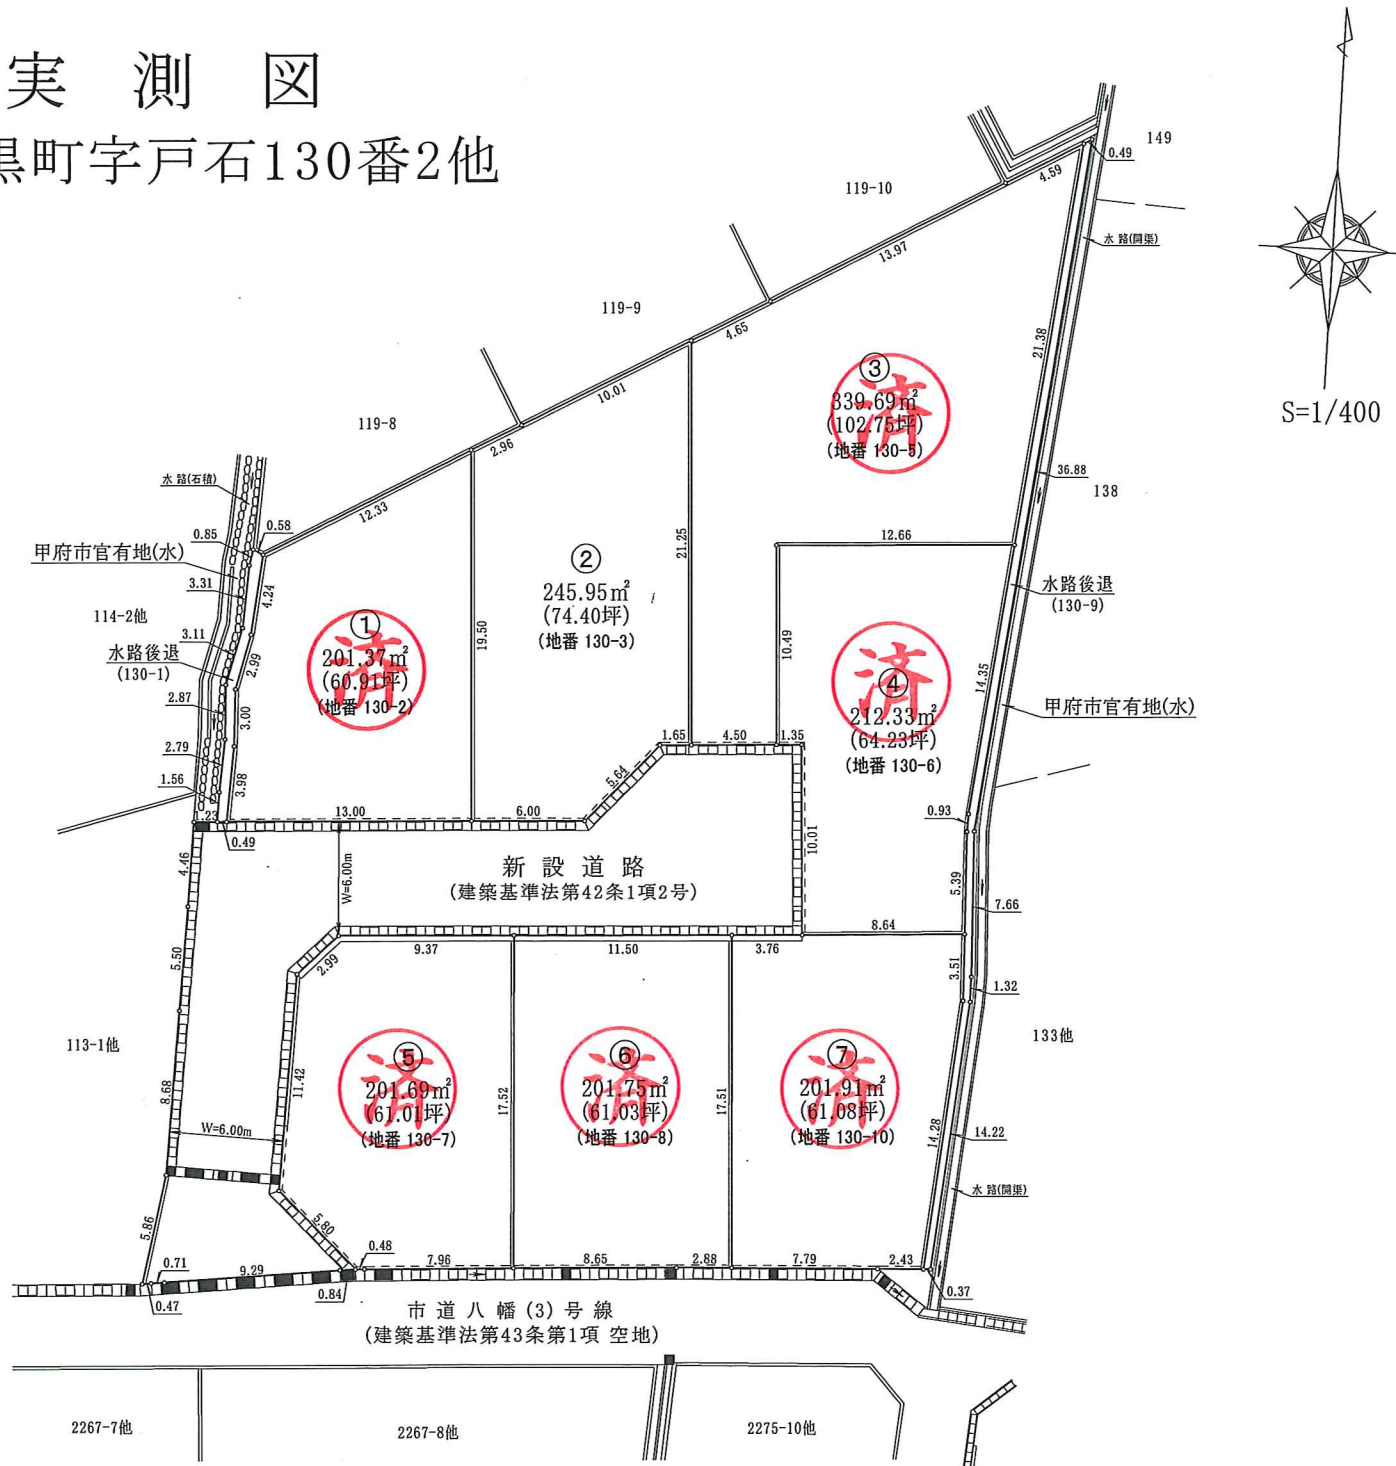 実測図
黒町字戸石130番2他
S=1/400
149
0.49
4.59
119-10
水路(開渠)
13.97
119-9
4.65
21.38
10.01
③
済
339.69㎡
(102.75坪)
(地番 130-5)
119-8
2.96
36.88
138
水路(石積)
12.33
0.58
0.85
甲府市官有地(水)
3.31
4.24
21.25
12.66
②
245.95㎡
(74.40坪)
(地番 130-3)
水路後退
(130-9)
114-2他
3.11
水路後退
(130-1)
2.99
2.87
3.00
2.79
3.98
1.56
①
済
201.37㎡
(60.91坪)
(地番 130-2)
19.50
10.49
14.35
④
済
212.33㎡
(64.23坪)
(地番 130-6)
甲府市官有地(水)
1.65
4.50
1.35
5.64
1.23
0.49
13.00
6.00
0.93
10.01
5.39
7.66
4.46
W=6.00m
新設道路
(建築基準法第42条1項2号)
8.64
9.37
11.50
3.76
2.99
3.51
1.32
5.50
113-1他
133他
8.68
11.42
W=6.00m
⑤
済
201.69㎡
(61.01坪)
(地番 130-7)
17.52
⑥
済
201.75㎡
(61.03坪)
(地番 130-8)
17.51
⑦
済
201.91㎡
(61.08坪)
(地番 130-10)
14.28
14.22
水路(開渠)
5.86
5.80
0.48
7.96
8.65
2.88
7.79
2.43
0.37
0.71
9.29
0.84
0.47
市道八幡(3)号線
(建築基準法第43条第1項 空地)
2267-7他
2267-8他
2275-10他